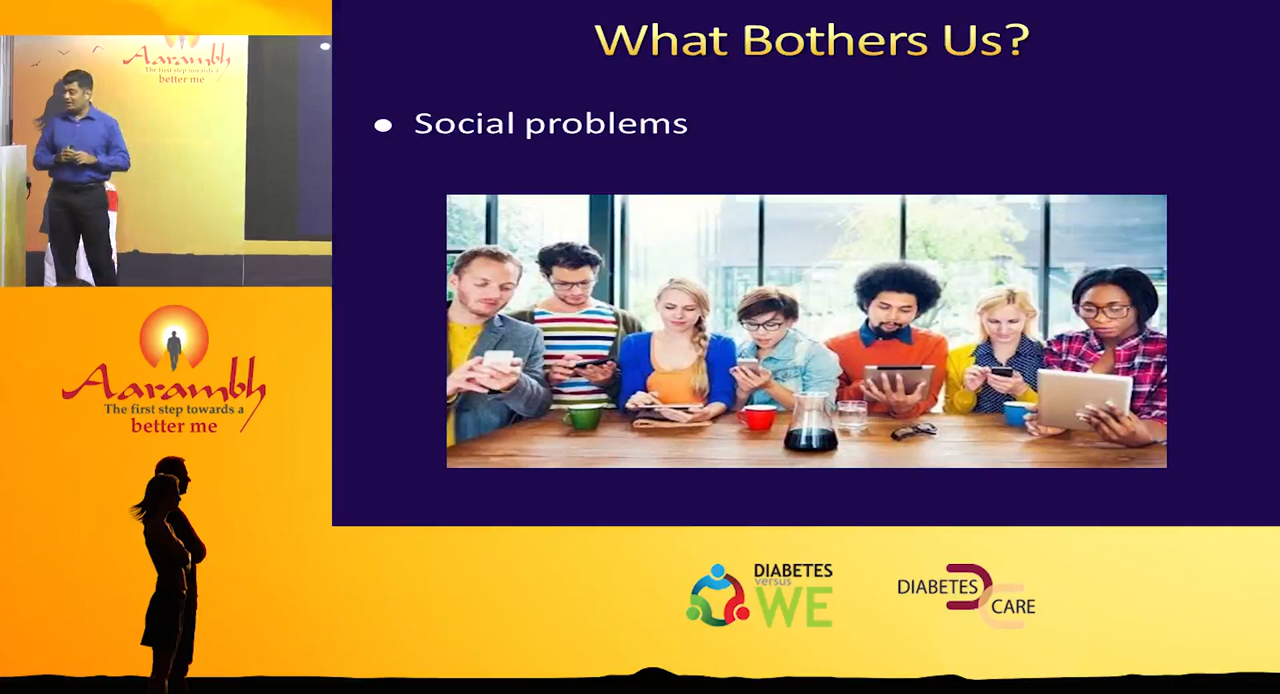 What Bothers Us?
● Social problems
Aarambh
The first step towards a
better me
Aarambh
The first step towards a
better me
DIABETES
versus
WE
DIABETES
CARE